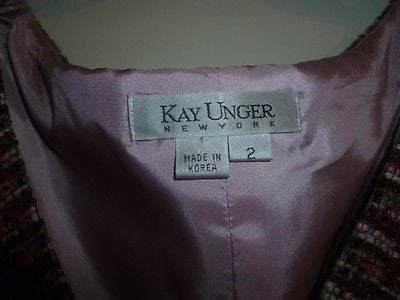 KAY UNGER
NEW YORK
MADE IN
KOREA
2